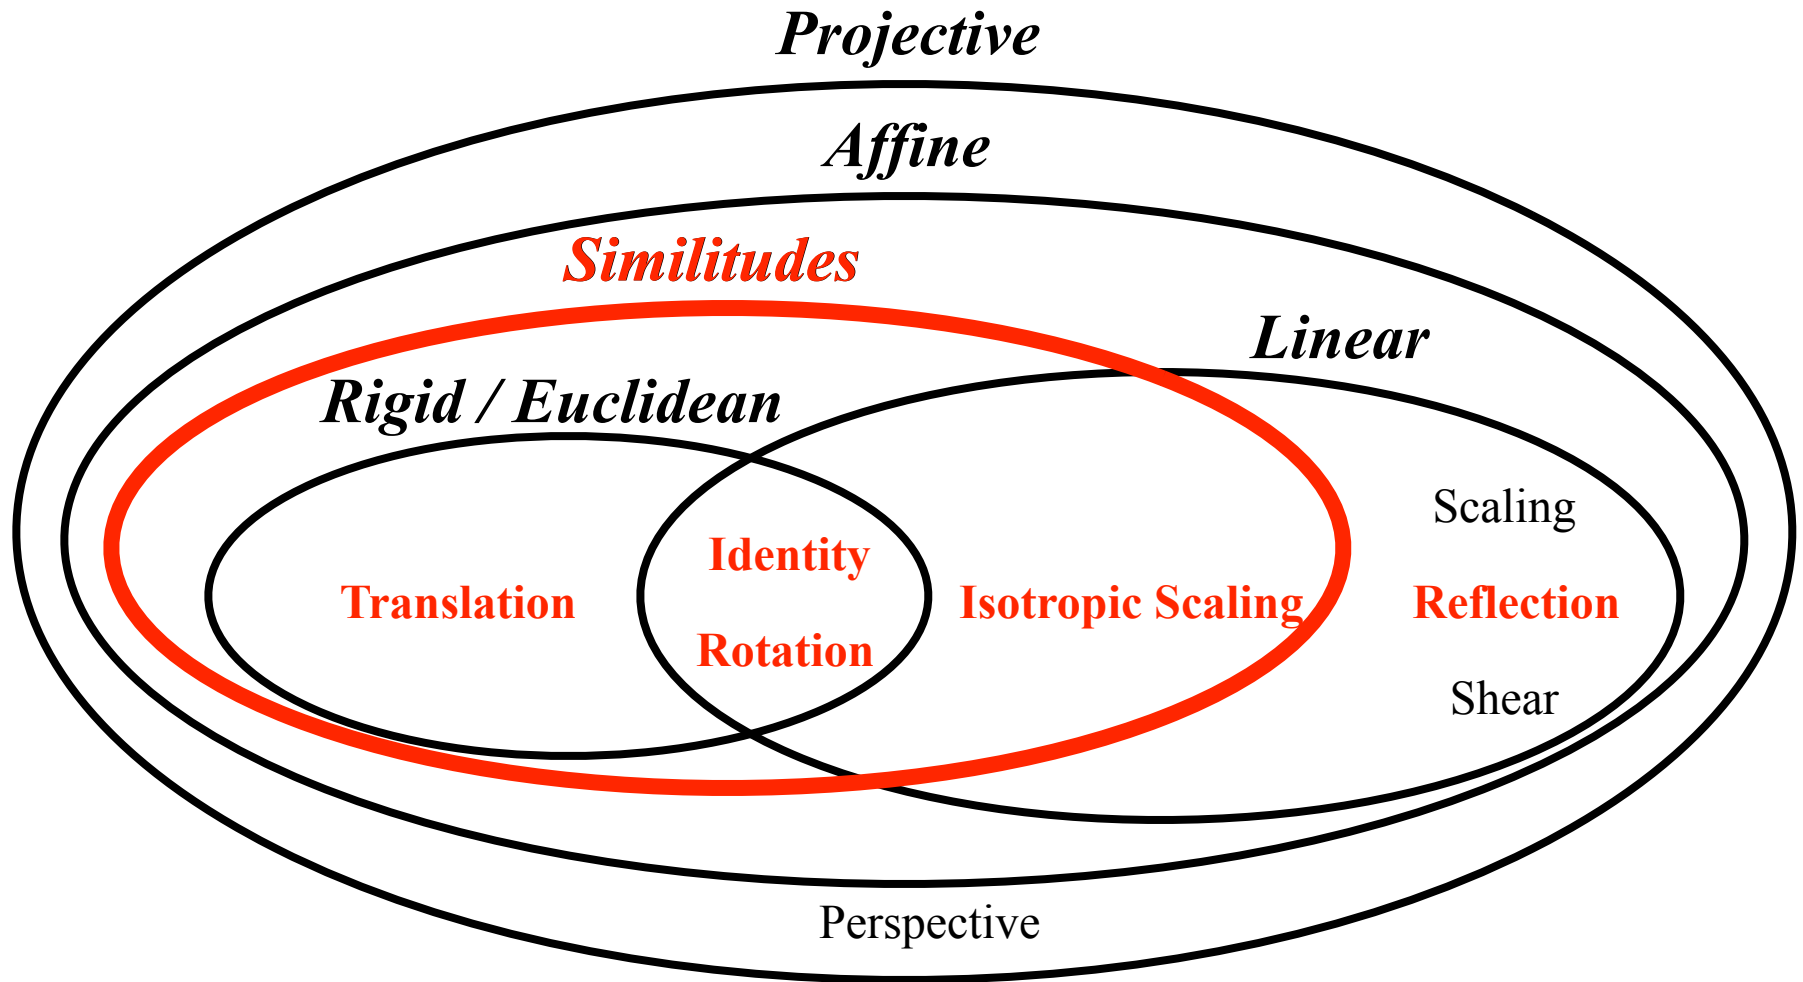 Projective
Affine
Similitudes
Linear
Rigid / Euclidean
Scaling
Identity
Translation
Isotropic Scaling
Reflection
Rotation
Shear
Perspective